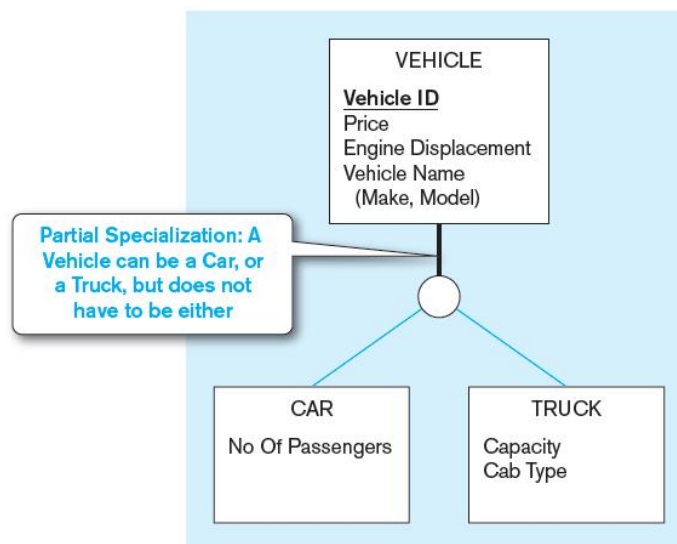 VEHICLE
Vehicle ID
Price
Engine Displacement
Vehicle Name
(Make, Model)
Partial Specialization: A
Vehicle can be a Car, or
a Truck, but does not
have to be either
CAR
No Of Passengers
TRUCK
Capacity
Cab Type